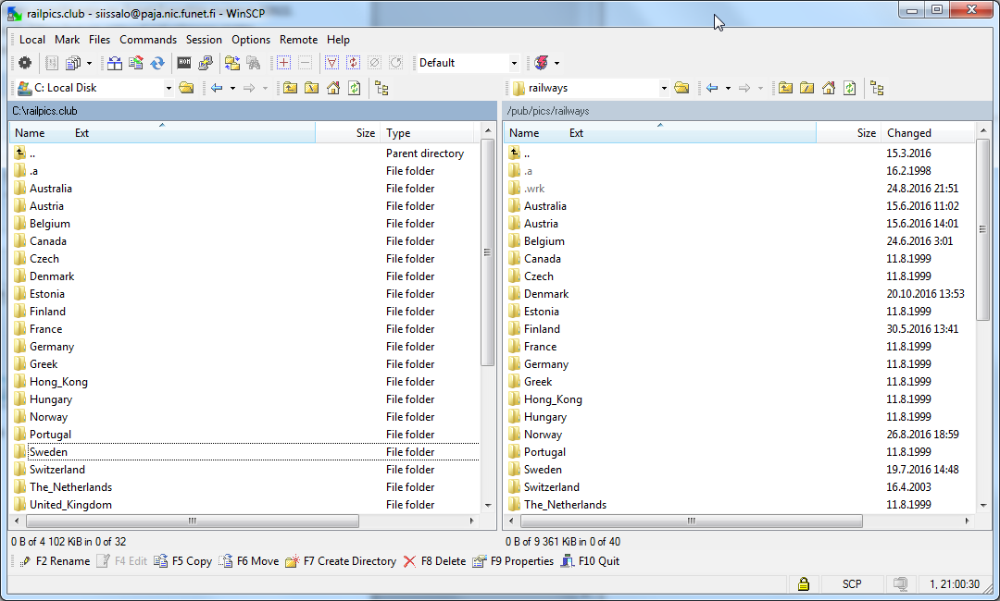 railpics.club - siissalo@paja.nic.funet.fi - WinSCP
Local Mark Files Commands Session Options Remote Help
Default
C: Local Disk
railways
C:\railpics.club
/pub/pics/railways
Name Ext Size Type
.. Parent directory
.a File folder
Australia File folder
Austria File folder
Belgium File folder
Canada File folder
Czech File folder
Denmark File folder
Estonia File folder
Finland File folder
France File folder
Germany File folder
Greek File folder
Hong_Kong File folder
Hungary File folder
Norway File folder
Portugal File folder
Sweden File folder
Switzerland File folder
The_Netherlands File folder
United_Kingdom File folder
0 B of 4 102 KiB in 0 of 32
Name Ext Size Changed
.. 15.3.2016
.a 16.2.1998
.wrk 24.8.2016 21:51
Australia 15.6.2016 11:02
Austria 15.6.2016 14:01
Belgium 24.6.2016 3:01
Canada 11.8.1999
Czech 11.8.1999
Denmark 20.10.2016 13:53
Estonia 11.8.1999
Finland 30.5.2016 13:41
France 11.8.1999
Germany 11.8.1999
Greek 11.8.1999
Hong_Kong 11.8.1999
Hungary 11.8.1999
Norway 26.8.2016 18:59
Portugal 11.8.1999
Sweden 19.7.2016 14:48
Switzerland 16.4.2003
The_Netherlands 11.8.1999
0 B of 9 361 KiB in 0 of 40
F2 Rename F4 Edit F5 Copy F6 Move F7 Create Directory F8 Delete F9 Properties F10 Quit
SCP 1, 21:00:30